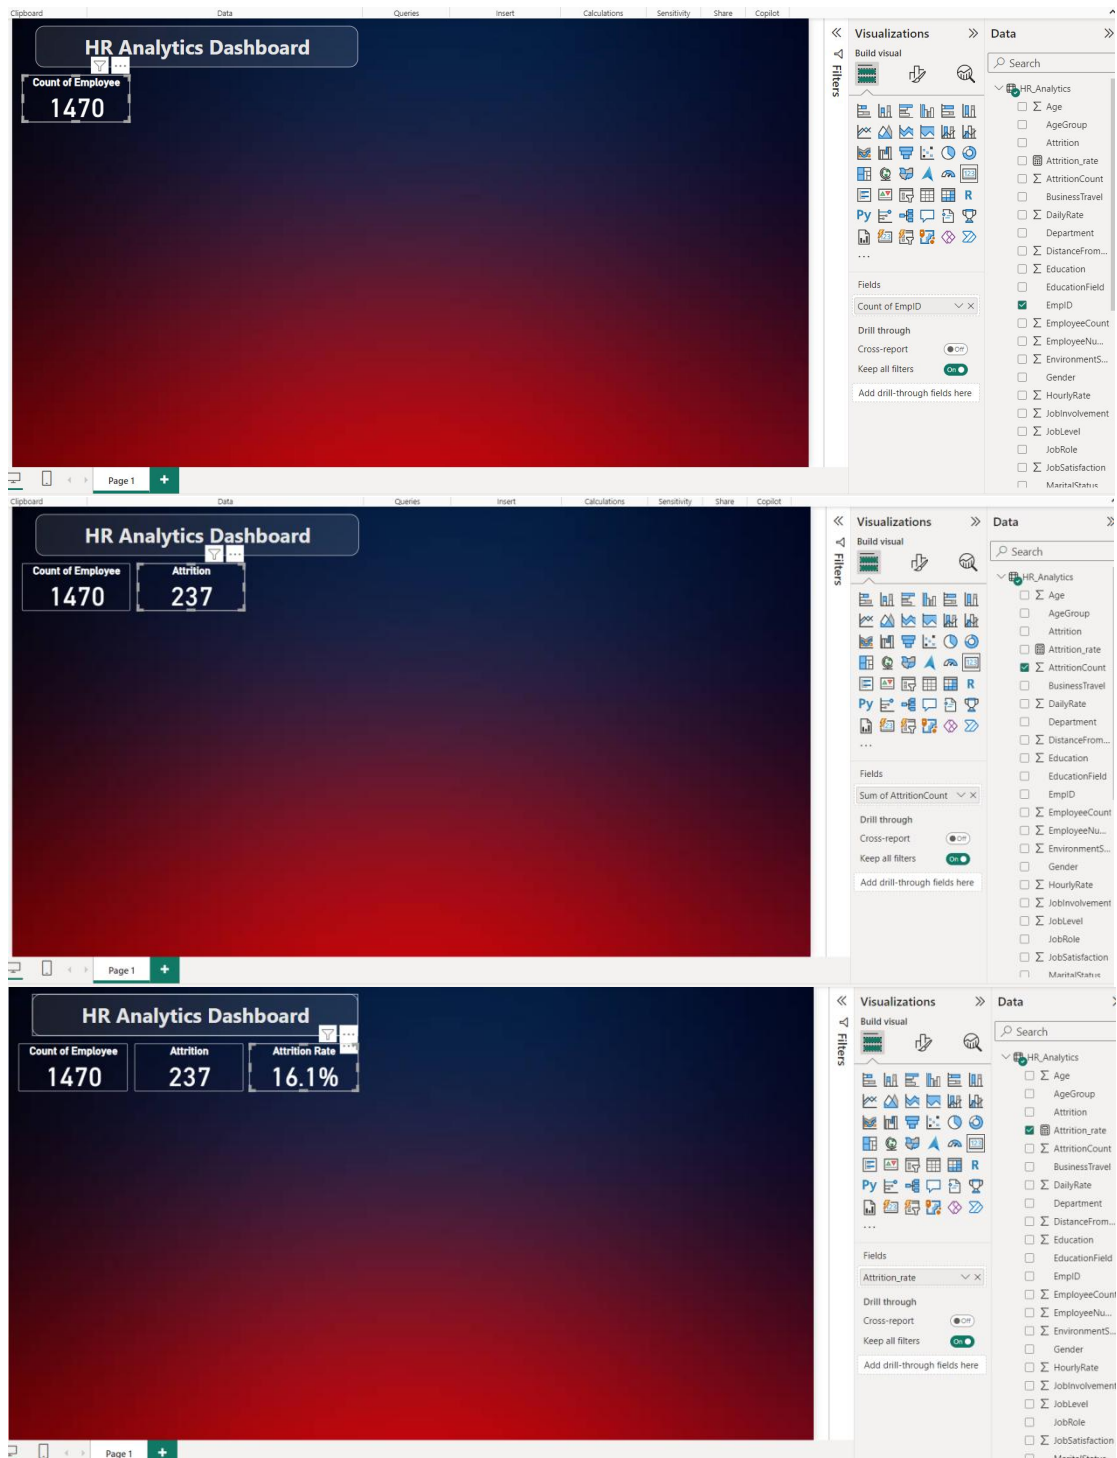 Clipboard Data Queries Insert Calculations Sensitivity Share Copilot
HR Analytics Dashboard
Count of Employee
1470
Filters
Visualizations
Build visual
123
R
Py
...
Fields
Count of EmpID
Drill through
Cross-report Off
Keep all filters On
Add drill-through fields here
Data
Search
HR_Analytics
Age
AgeGroup
Attrition
Attrition_rate
AttritionCount
BusinessTravel
DailyRate
Department
DistanceFrom...
Education
EducationField
EmpID
EmployeeCount
EmployeeNu...
EnvironmentS...
Gender
HourlyRate
JobInvolvement
JobLevel
JobRole
JobSatisfaction
MaritalStatus
Page 1
Clipboard Data Queries Insert Calculations Sensitivity Share Copilot
HR Analytics Dashboard
Count of Employee
1470
Attrition
237
Filters
Visualizations
Build visual
123
R
Py
...
Fields
Sum of AttritionCount
Drill through
Cross-report Off
Keep all filters On
Add drill-through fields here
Data
Search
HR_Analytics
Age
AgeGroup
Attrition
Attrition_rate
AttritionCount
BusinessTravel
DailyRate
Department
DistanceFrom...
Education
EducationField
EmpID
EmployeeCount
EmployeeNu...
EnvironmentS...
Gender
HourlyRate
JobInvolvement
JobLevel
JobRole
JobSatisfaction
MaritalStatus
Page 1
HR Analytics Dashboard
Count of Employee
1470
Attrition
237
Attrition Rate
16.1%
Filters
Visualizations
Build visual
123
R
Py
...
Fields
Attrition_rate
Drill through
Cross-report Off
Keep all filters On
Add drill-through fields here
Data
Search
HR_Analytics
Age
AgeGroup
Attrition
Attrition_rate
AttritionCount
BusinessTravel
DailyRate
Department
DistanceFrom...
Education
EducationField
EmpID
EmployeeCount
EmployeeNu...
EnvironmentS...
Gender
HourlyRate
JobInvolvement
JobLevel
JobRole
JobSatisfaction
MaritalStatus
Page 1